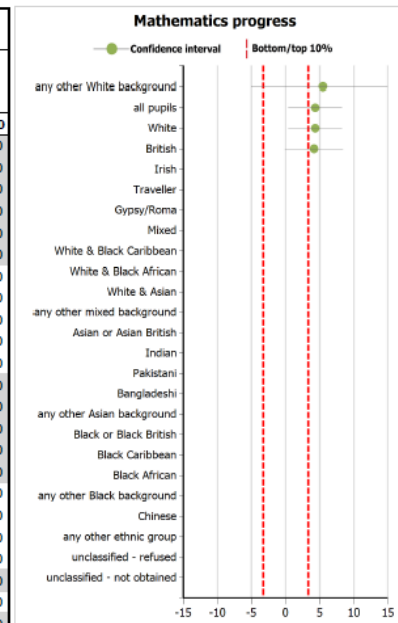 Mathematics progress
Confidence interval Bottom/top 10%
any other White background
all pupils
White
British
Irish
Traveller
Gypsy/Roma
Mixed
White & Black Caribbean
White & Black African
White & Asian
any other mixed background
Asian or Asian British
Indian
Pakistani
Bangladeshi
any other Asian background
Black or Black British
Black Caribbean
Black African
any other Black background
Chinese
any other ethnic group
unclassified - refused
unclassified - not obtained
-15 -10 -5 0 5 10 15